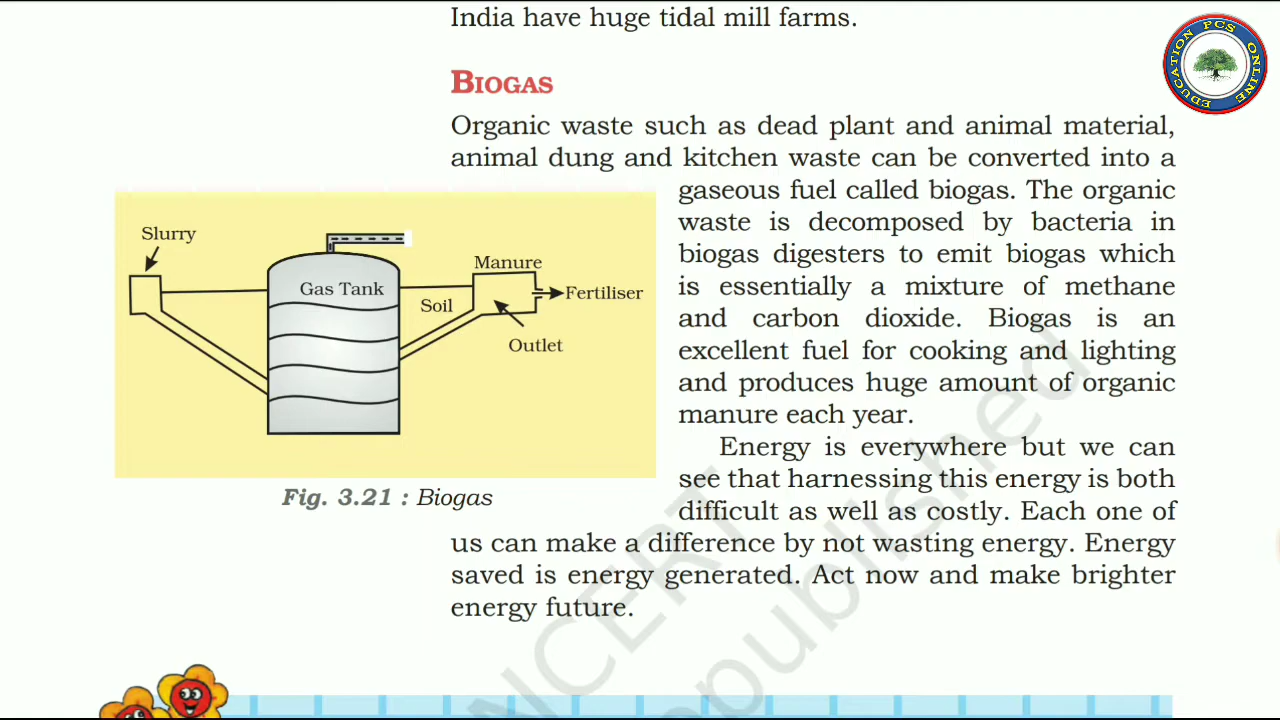 India have huge tidal mill farms.
BIOGAS
Organic waste such as dead plant and animal material,
animal dung and kitchen waste can be converted into a
gaseous fuel called biogas. The organic
waste is decomposed by bacteria in
biogas digesters to emit biogas which
is essentially a mixture of methane
and carbon dioxide. Biogas is an
excellent fuel for cooking and lighting
and produces huge amount of organic
manure each year.
Energy is everywhere but we can
see that harnessing this energy is both
difficult as well as costly. Each one of
us can make a difference by not wasting energy. Energy
saved is energy generated. Act now and make brighter
energy future.
Slurry
Gas Tank
Manure
Soil
Fertiliser
Outlet
Fig. 3.21 : Biogas
EDUCATION PCS ONLINE
NCERT
republished